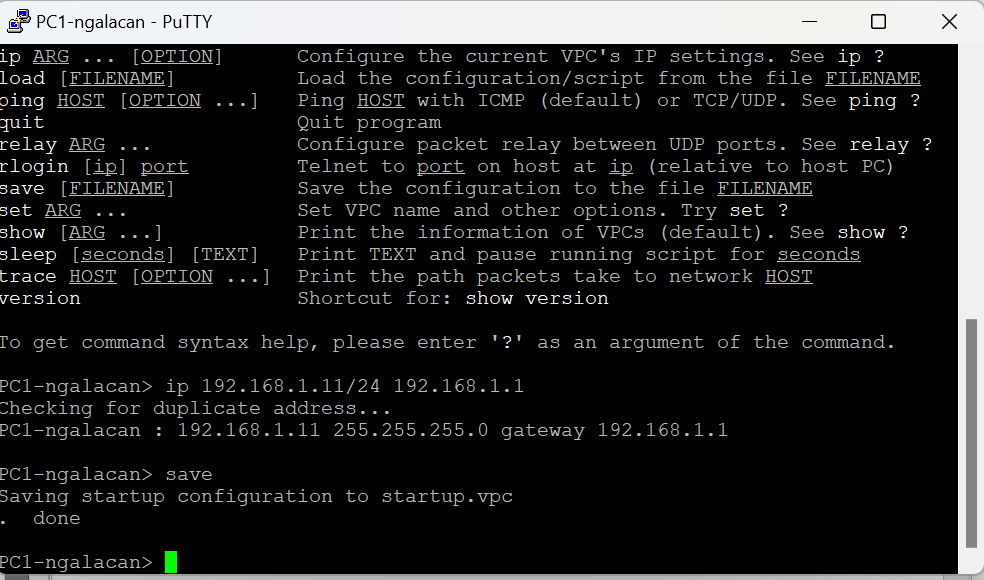 PC1-ngalacan - PuTTY
ip ARG ... [OPTION] Configure the current VPC's IP settings. See ip ?
load [FILENAME] Load the configuration/script from the file FILENAME
ping HOST [OPTION ...] Ping HOST with ICMP (default) or TCP/UDP. See ping ?
quit Quit program
relay ARG ... Configure packet relay between UDP ports. See relay ?
rlogin [ip] port Telnet to port on host at ip (relative to host PC)
save [FILENAME] Save the configuration to the file FILENAME
set ARG ... Set VPC name and other options. Try set ?
show [ARG ...] Print the information of VPCs (default). See show ?
sleep [seconds] [TEXT] Print TEXT and pause running script for seconds
trace HOST [OPTION ...] Print the path packets take to network HOST
version Shortcut for: show version
To get command syntax help, please enter '?' as an argument of the command.
PC1-ngalacan> ip 192.168.1.11/24 192.168.1.1
Checking for duplicate address...
PC1-ngalacan : 192.168.1.11 255.255.255.0 gateway 192.168.1.1
PC1-ngalacan> save
Saving startup configuration to startup.vpc
. done
PC1-ngalacan>